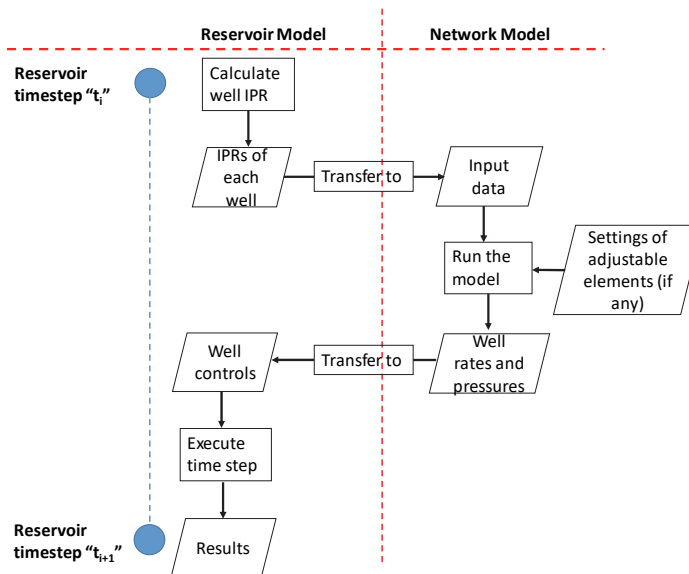 Reservoir Model
Network Model
Reservoir
timestep “tᵢ”
Calculate
well IPR
IPRs of
each
well
Transfer to
Input
data
Run the
model
Settings of
adjustable
elements (if
any)
Well
rates and
pressures
Transfer to
Well
controls
Execute
time step
Reservoir
timestep “tᵢ₊₁”
Results